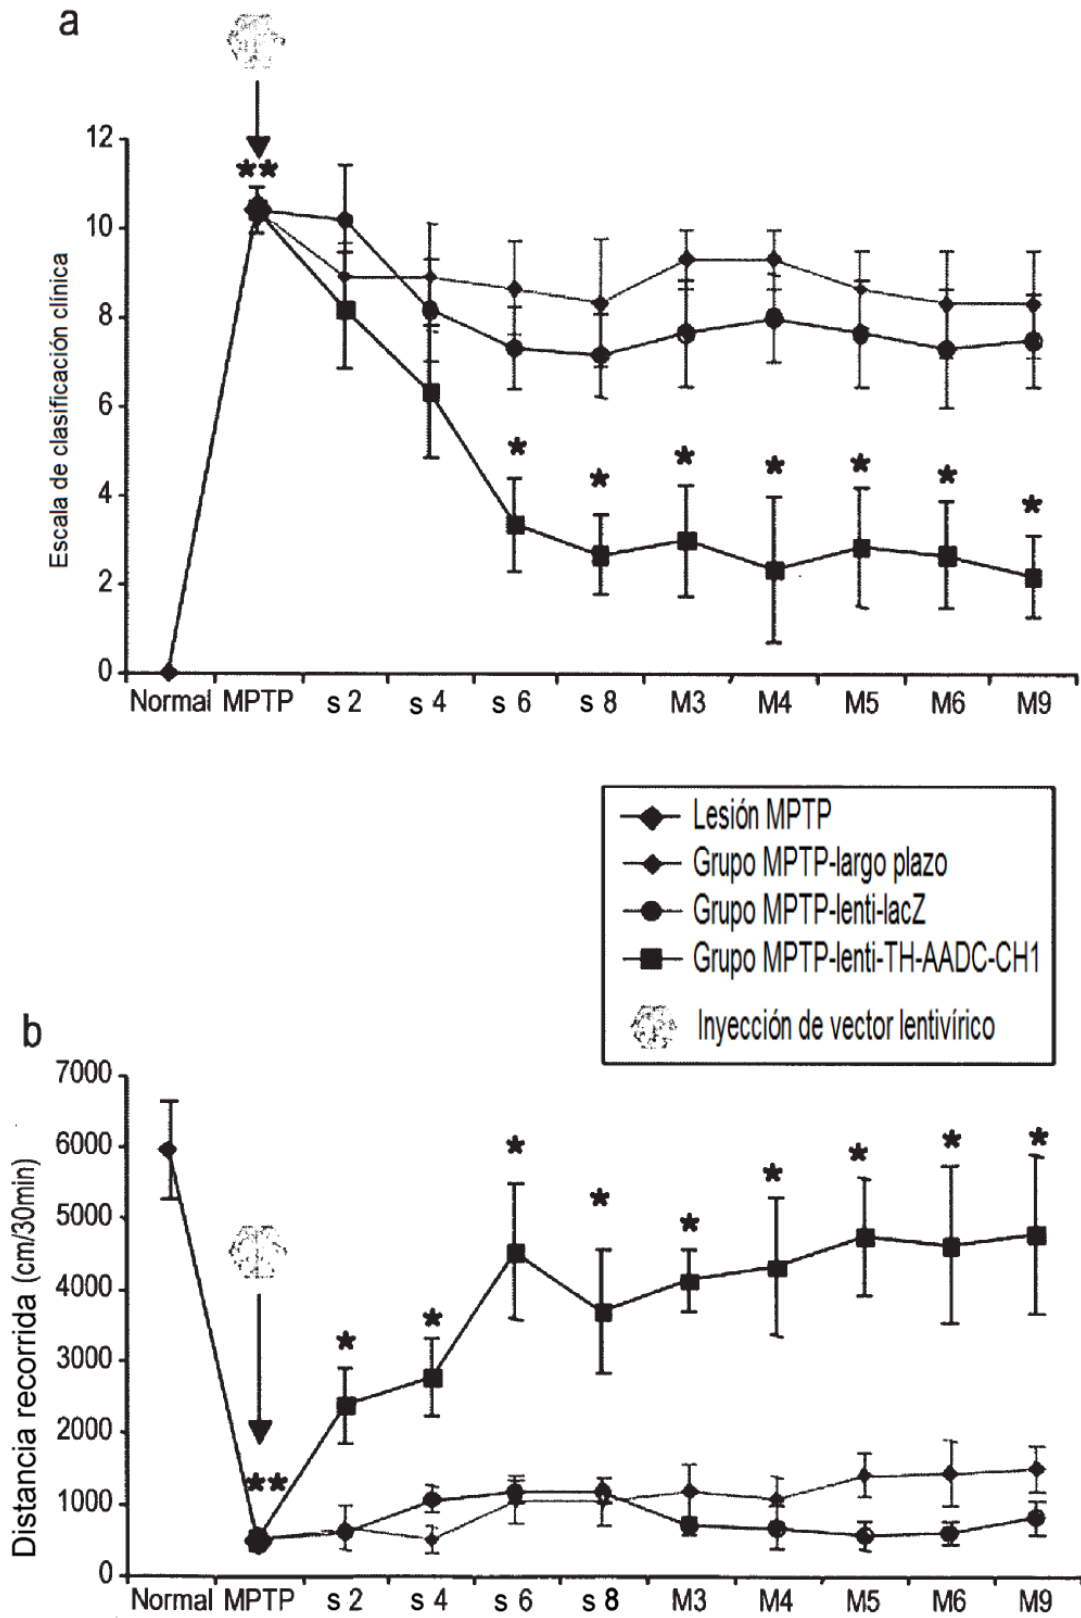 a
12
10
8
6
4
2
0
Escala de clasificación clínica
**
* * * * * * *
Normal MPTP s 2 s 4 s 6 s 8 M3 M4 M5 M6 M9
Lesión MPTP
Grupo MPTP-largo plazo
Grupo MPTP-lenti-lacZ
Grupo MPTP-lenti-TH-AADC-CH1
Inyección de vector lentivírico
b
7000
6000
5000
4000
3000
2000
1000
0
Distancia recorrida (cm/30min)
**
* * * * * * * * *
Normal MPTP s 2 s 4 s 6 s 8 M3 M4 M5 M6 M9